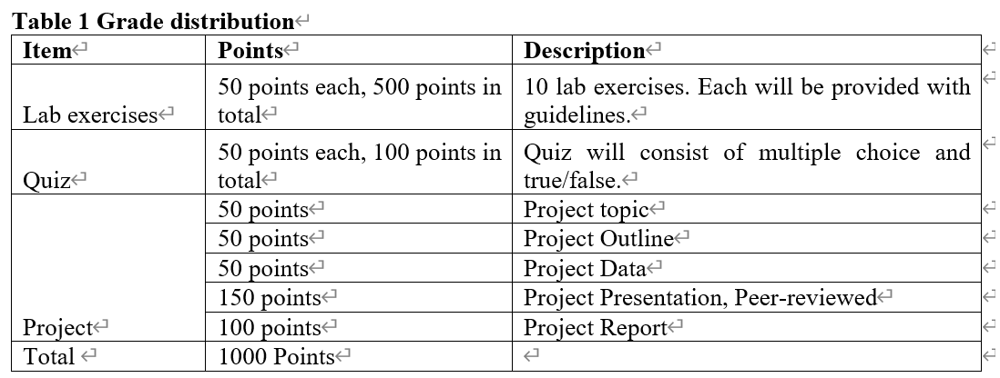 Table 1 Grade distribution
Item Points Description
Lab exercises 50 points each, 500 points in total 10 lab exercises. Each will be provided with guidelines.
Quiz 50 points each, 100 points in total Quiz will consist of multiple choice and true/false.
Project 50 points Project topic
50 points Project Outline
50 points Project Data
150 points Project Presentation, Peer-reviewed
100 points Project Report
Total 1000 Points